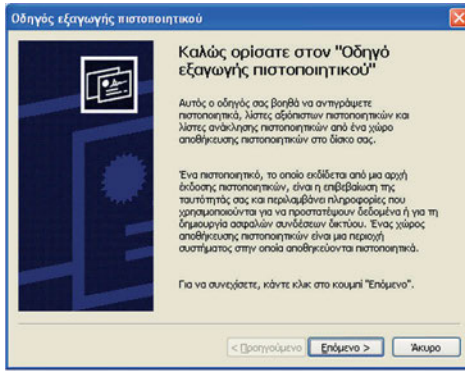 Οδηγός εξαγωγής πιστοποιητικού
Καλώς ορίσατε στον "Οδηγό
εξαγωγής πιστοποιητικού"
Αυτός ο οδηγός σας βοηθά να αντιγράψετε
πιστοποιητικά, λίστες αξιόπιστων πιστοποιητικών και
λίστες ανάκλησης πιστοποιητικών από ένα χώρο
αποθήκευσης πιστοποιητικών στο δίσκο σας.
Ένα πιστοποιητικό, το οποίο εκδίδεται από μια αρχή
έκδοσης πιστοποιητικών, είναι η επιβεβαίωση της
ταυτότητάς σας και περιλαμβάνει πληροφορίες που
χρησιμοποιούνται για να προστατέψουν δεδομένα ή για τη
δημιουργία ασφαλών συνδέσεων δικτύου. Ένας χώρος
αποθήκευσης πιστοποιητικών είναι μια περιοχή
συστήματος στην οποία αποθηκεύονται πιστοποιητικά.
Για να συνεχίσετε, κάντε κλικ στο κουμπί "Επόμενο".
< Προηγούμενο Επόμενο > Άκυρο